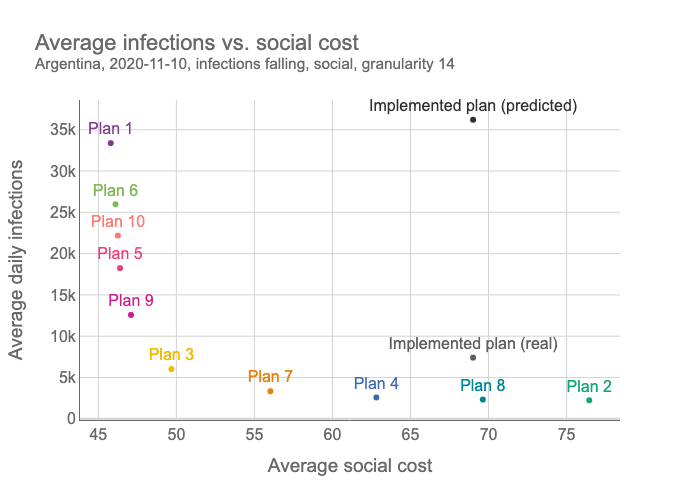 Average infections vs. social cost
Argentina, 2020-11-10, infections falling, social, granularity 14
Implemented plan (predicted)
Plan 1
35k
30k
Plan 6
25k
Plan 10
20k
Plan 5
15k
Plan 9
10k
Implemented plan (real)
Plan 3
5k
Plan 7
Plan 4
Plan 8
Plan 2
0
45
50
55
60
65
70
75
Average daily infections
Average social cost